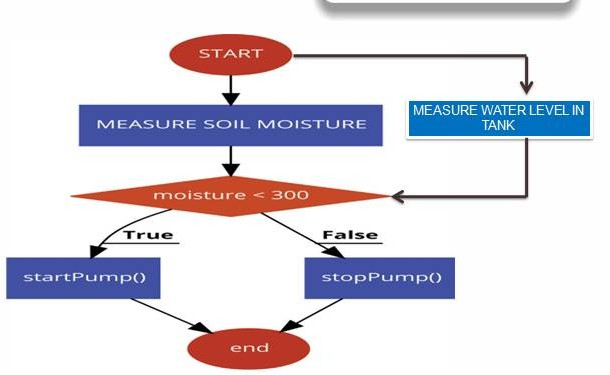 START
MEASURE SOIL MOISTURE
MEASURE WATER LEVEL IN
TANK
moisture < 300
True
False
startPump()
stopPump()
end